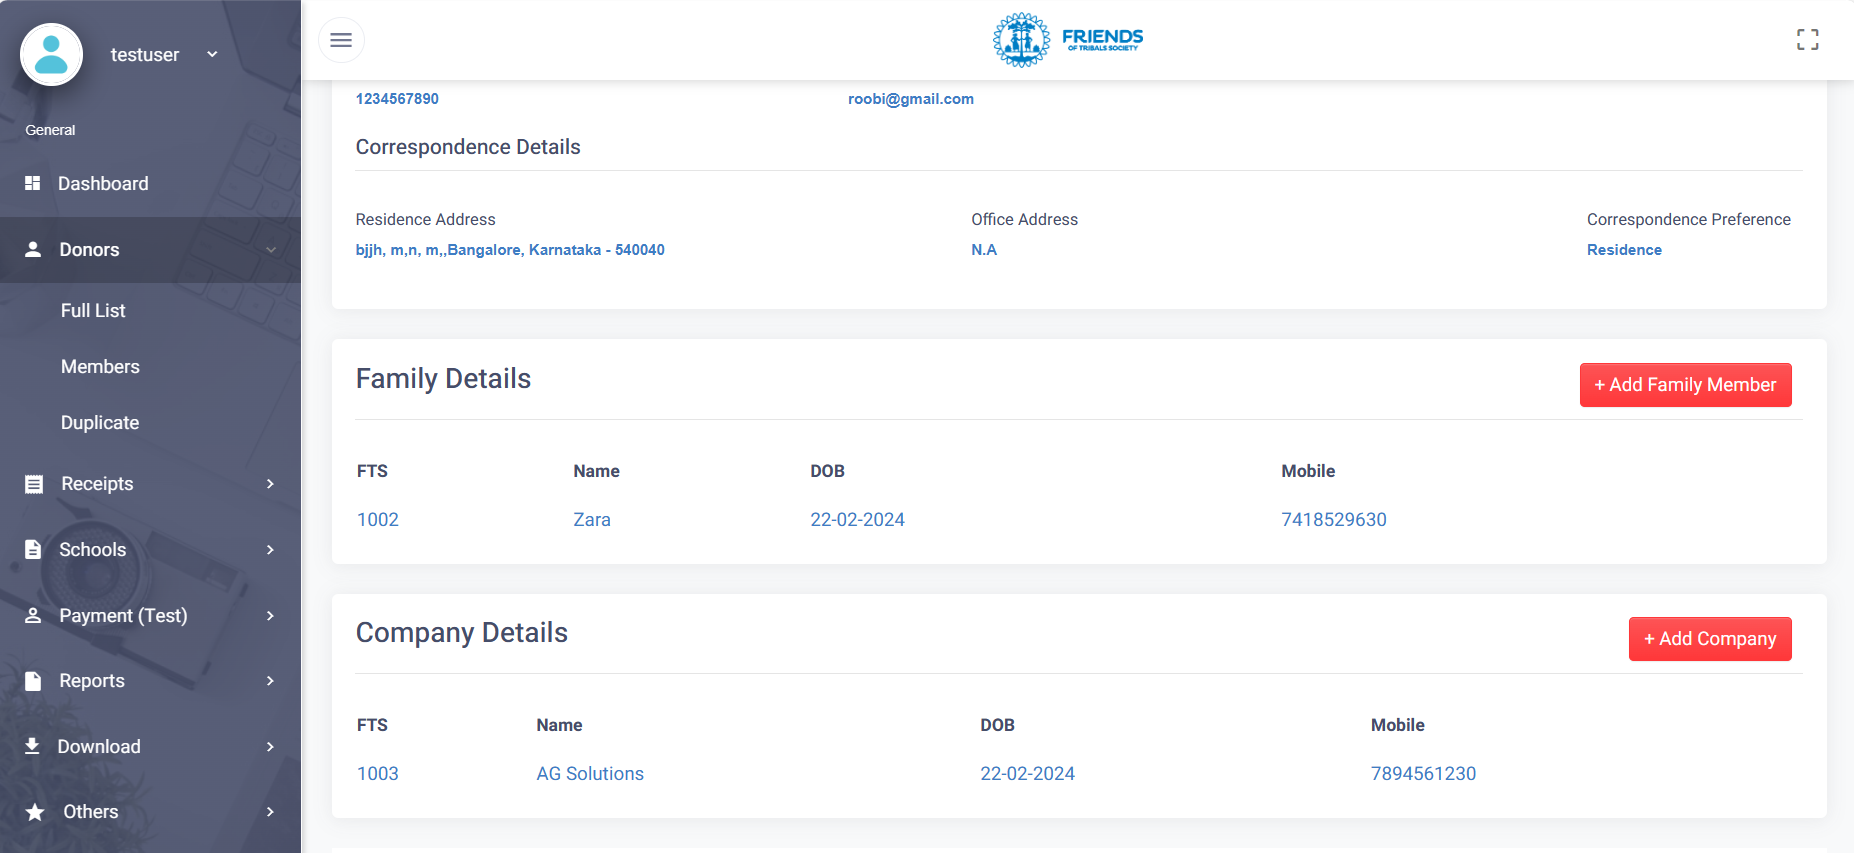 testuser
General
Dashboard
Donors
Full List
Members
Duplicate
Receipts
Schools
Payment (Test)
Reports
Download
Others
FRIENDS
OF TRIBALS SOCIETY
1234567890 roobi@gmail.com
Correspondence Details
Residence Address Office Address Correspondence Preference
bjjh, m,n, m,,Bangalore, Karnataka - 540040 N.A Residence
Family Details + Add Family Member
FTS Name DOB Mobile
1002 Zara 22-02-2024 7418529630
Company Details + Add Company
FTS Name DOB Mobile
1003 AG Solutions 22-02-2024 7894561230